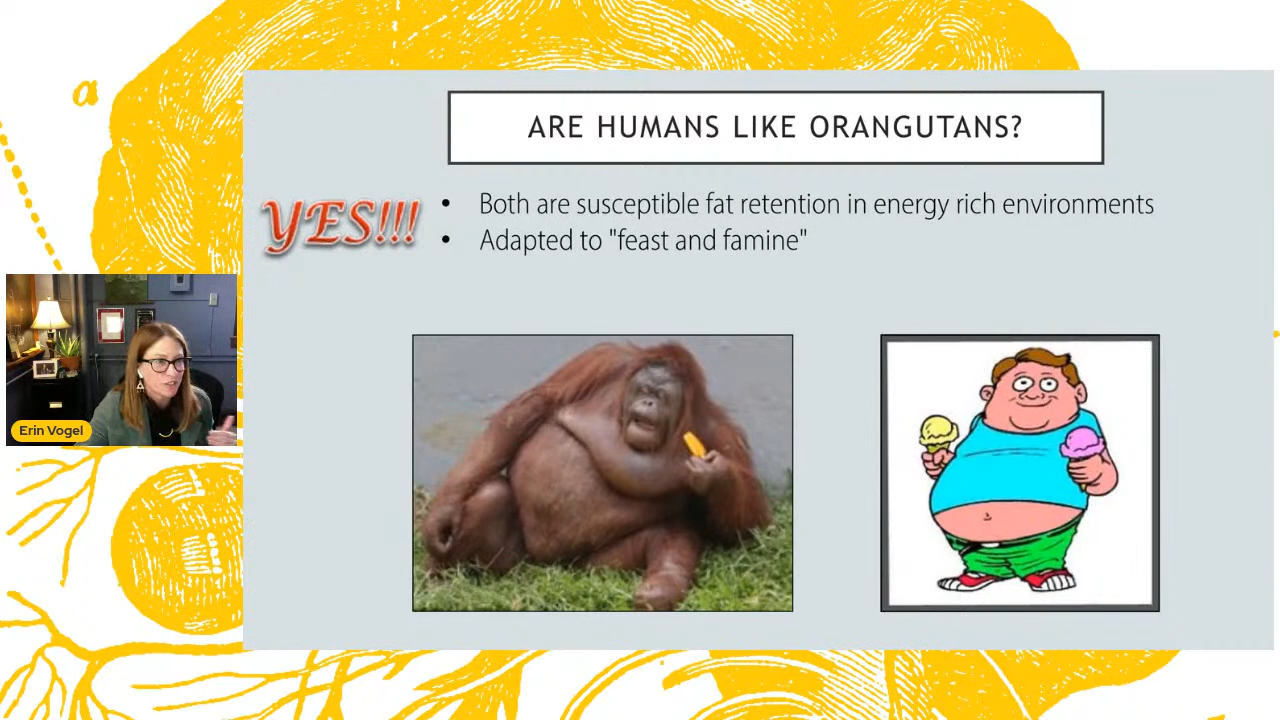 a
ARE HUMANS LIKE ORANGUTANS?
YES!!!
• Both are susceptible fat retention in energy rich environments
• Adapted to "feast and famine"
Erin Vogel